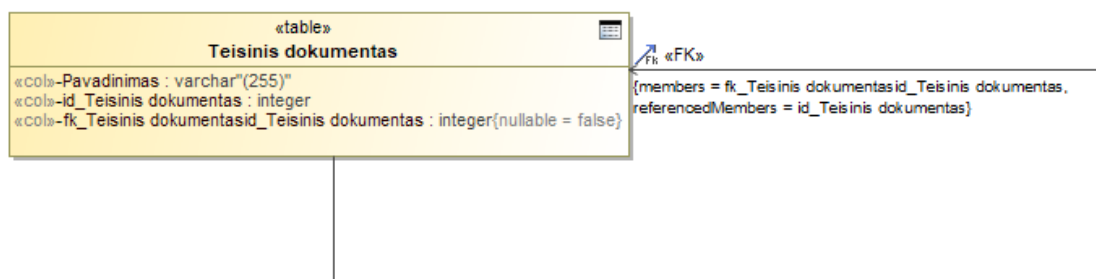 «table»
Teisinis dokumentas
«col»-Pavadinimas : varchar"(255)"
«col»-id_Teisinis dokumentas : integer
«col»-fk_Teisinis dokumentasid_Teisinis dokumentas : integer{nullable = false}
Fk «FK»
{members = fk_Teisinis dokumentasid_Teisinis dokumentas,
referencedMembers = id_Teisinis dokumentas}